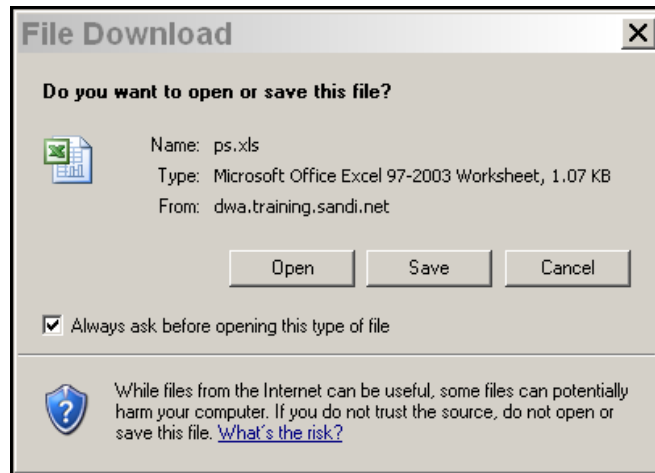 File Download
Do you want to open or save this file?
Name: ps.xls
Type: Microsoft Office Excel 97-2003 Worksheet, 1.07 KB
From: dwa.training.sandi.net
Open Save Cancel
Always ask before opening this type of file
While files from the Internet can be useful, some files can potentially
harm your computer. If you do not trust the source, do not open or
save this file. What's the risk?